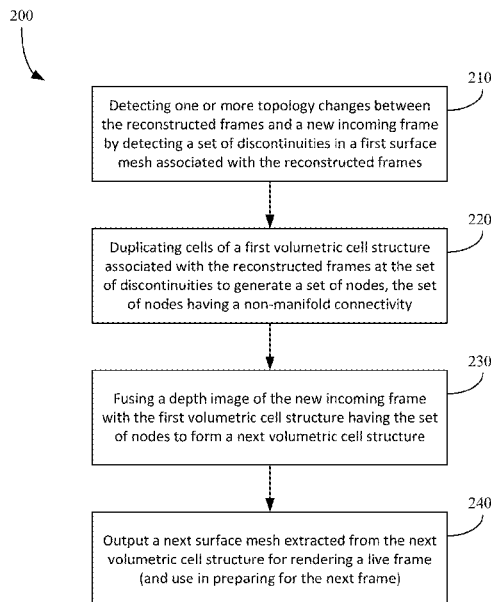 200
210
Detecting one or more topology changes between
the reconstructed frames and a new incoming frame
by detecting a set of discontinuities in a first surface
mesh associated with the reconstructed frames
220
Duplicating cells of a first volumetric cell structure
associated with the reconstructed frames at the set
of discontinuities to generate a set of nodes, the set
of nodes having a non-manifold connectivity
230
Fusing a depth image of the new incoming frame
with the first volumetric cell structure having the set
of nodes to form a next volumetric cell structure
240
Output a next surface mesh extracted from the next
volumetric cell structure for rendering a live frame
(and use in preparing for the next frame)